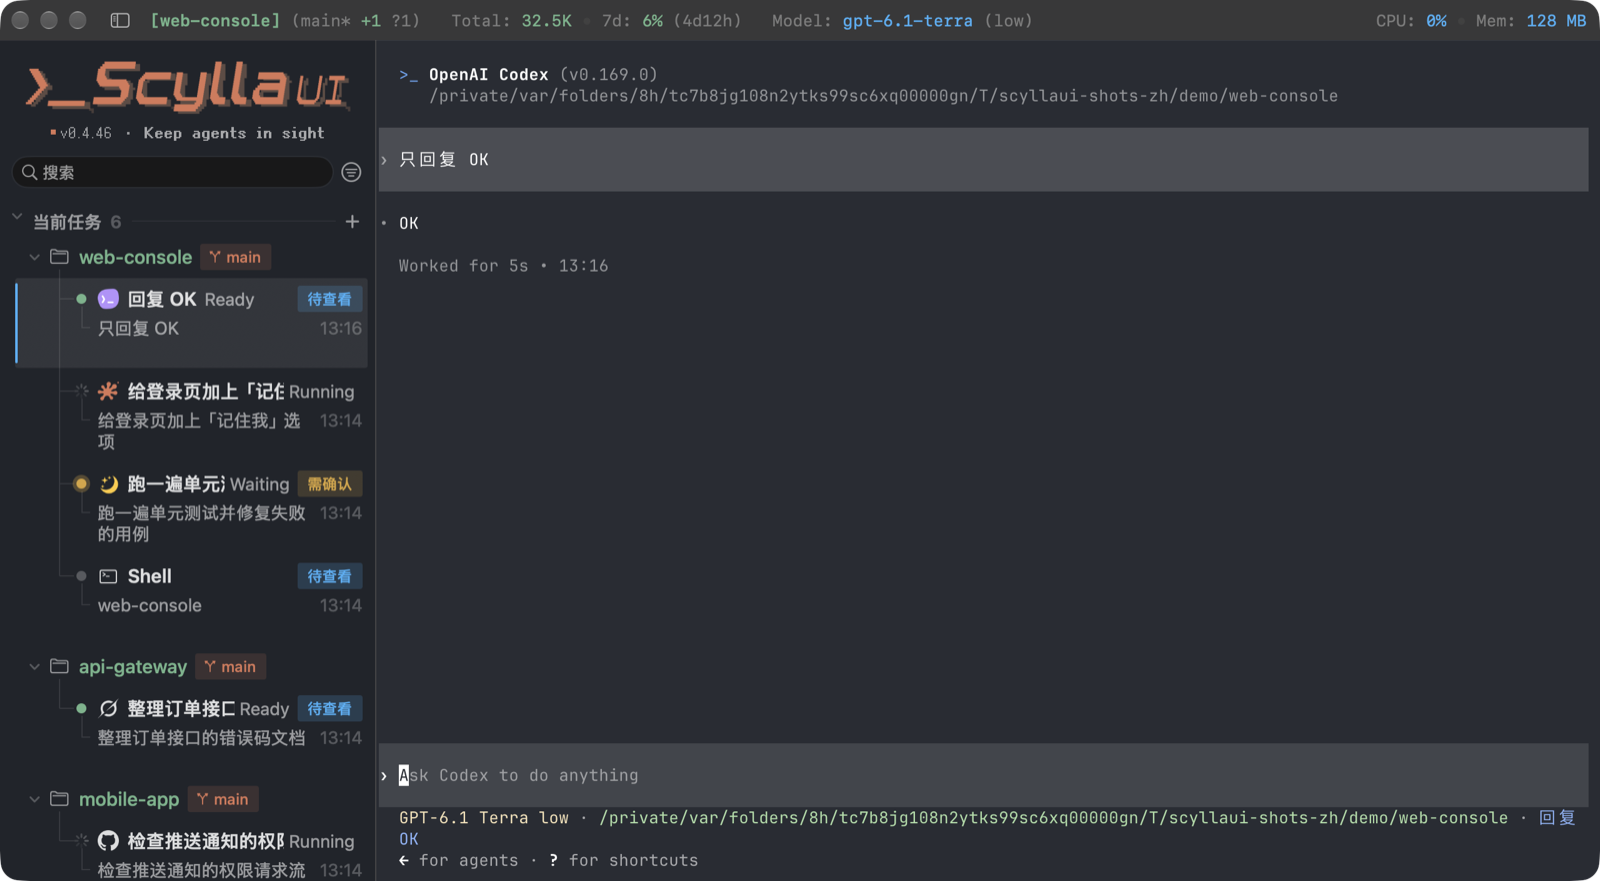 [web-console] (main* +1 ?1) Total: 32.5K • 7d: 6% (4d12h) Model: gpt-6.1-terra (low) CPU: 0% • Mem: 128 MB
>_Scylla UI
v0.4.46 · Keep agents in sight
搜索
当前任务 6
web-console main
回复 OK Ready 待查看
只回复 OK 13:16
给登录页加上「记住 Running
给登录页加上「记住我」选 13:14
项
跑一遍单元测 Waiting 需确认
跑一遍单元测试并修复失败 13:14
的用例
Shell 待查看
web-console 13:14
api-gateway main
整理订单接口 Ready 待查看
整理订单接口的错误码文档 13:14
mobile-app main
检查推送通知的权限 Running
检查推送通知的权限请求流 13:14
>_ OpenAI Codex (v0.169.0)
/private/var/folders/8h/tc7b8jg108n2ytks99sc6xq00000gn/T/scyllaui-shots-zh/demo/web-console
› 只回复 OK
• OK
Worked for 5s • 13:16
› Ask Codex to do anything
GPT-6.1 Terra low · /private/var/folders/8h/tc7b8jg108n2ytks99sc6xq00000gn/T/scyllaui-shots-zh/demo/web-console · 回复
OK
← for agents · ? for shortcuts